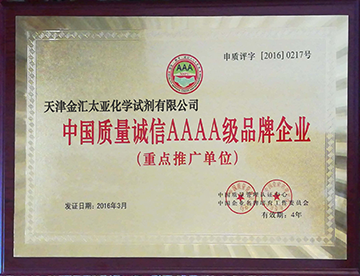 申质评字 [2016] 0217号
AAA
天津金汇太亚化学试剂有限公司
中国质量诚信AAAA级品牌企业
(重点推广单位)
发证日期：2016年3月
有效期：4年